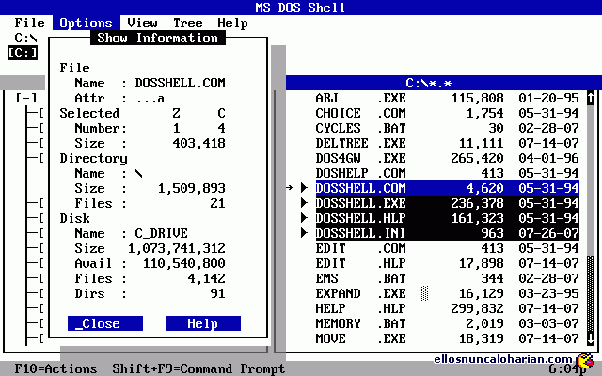 MS DOS Shell
File Options View Tree Help
C:\
[C:]
Show Information
File
Name : DOSSHELL.COM
Attr : ...a
Selected Z C
Number: 1 4
Size : 403,418
Directory
Name : \
Size : 1,509,893
Files : 21
Disk
Name : C_DRIVE
Size 1,073,741,312
Avail : 110,540,800
Files : 4,142
Dirs : 91
Close Help
C:\*.*
ARJ .EXE 115,808 01-20-95
CHOICE .COM 1,754 05-31-94
CYCLES .BAT 30 02-28-07
DELTREE .EXE 11,111 07-14-07
DOS4GW .EXE 265,420 04-01-96
DOSHELP .COM 413 05-31-94
DOSSHELL.COM 4,620 05-31-94
DOSSHELL.EXE 236,378 05-31-94
DOSSHELL.HLP 161,323 05-31-94
DOSSHELL.INI 963 07-26-07
EDIT .COM 413 05-31-94
EDIT .HLP 17,898 07-14-07
EMS .BAT 344 02-28-07
EXPAND .EXE 16,129 03-23-95
HELP .HLP 299,832 07-14-07
MEMORY .BAT 2,019 03-03-07
MOVE .EXE 18,319 07-14-07
ellosnuncaloharian.com
F10=Actions Shift+F9=Command Prompt 6:04p